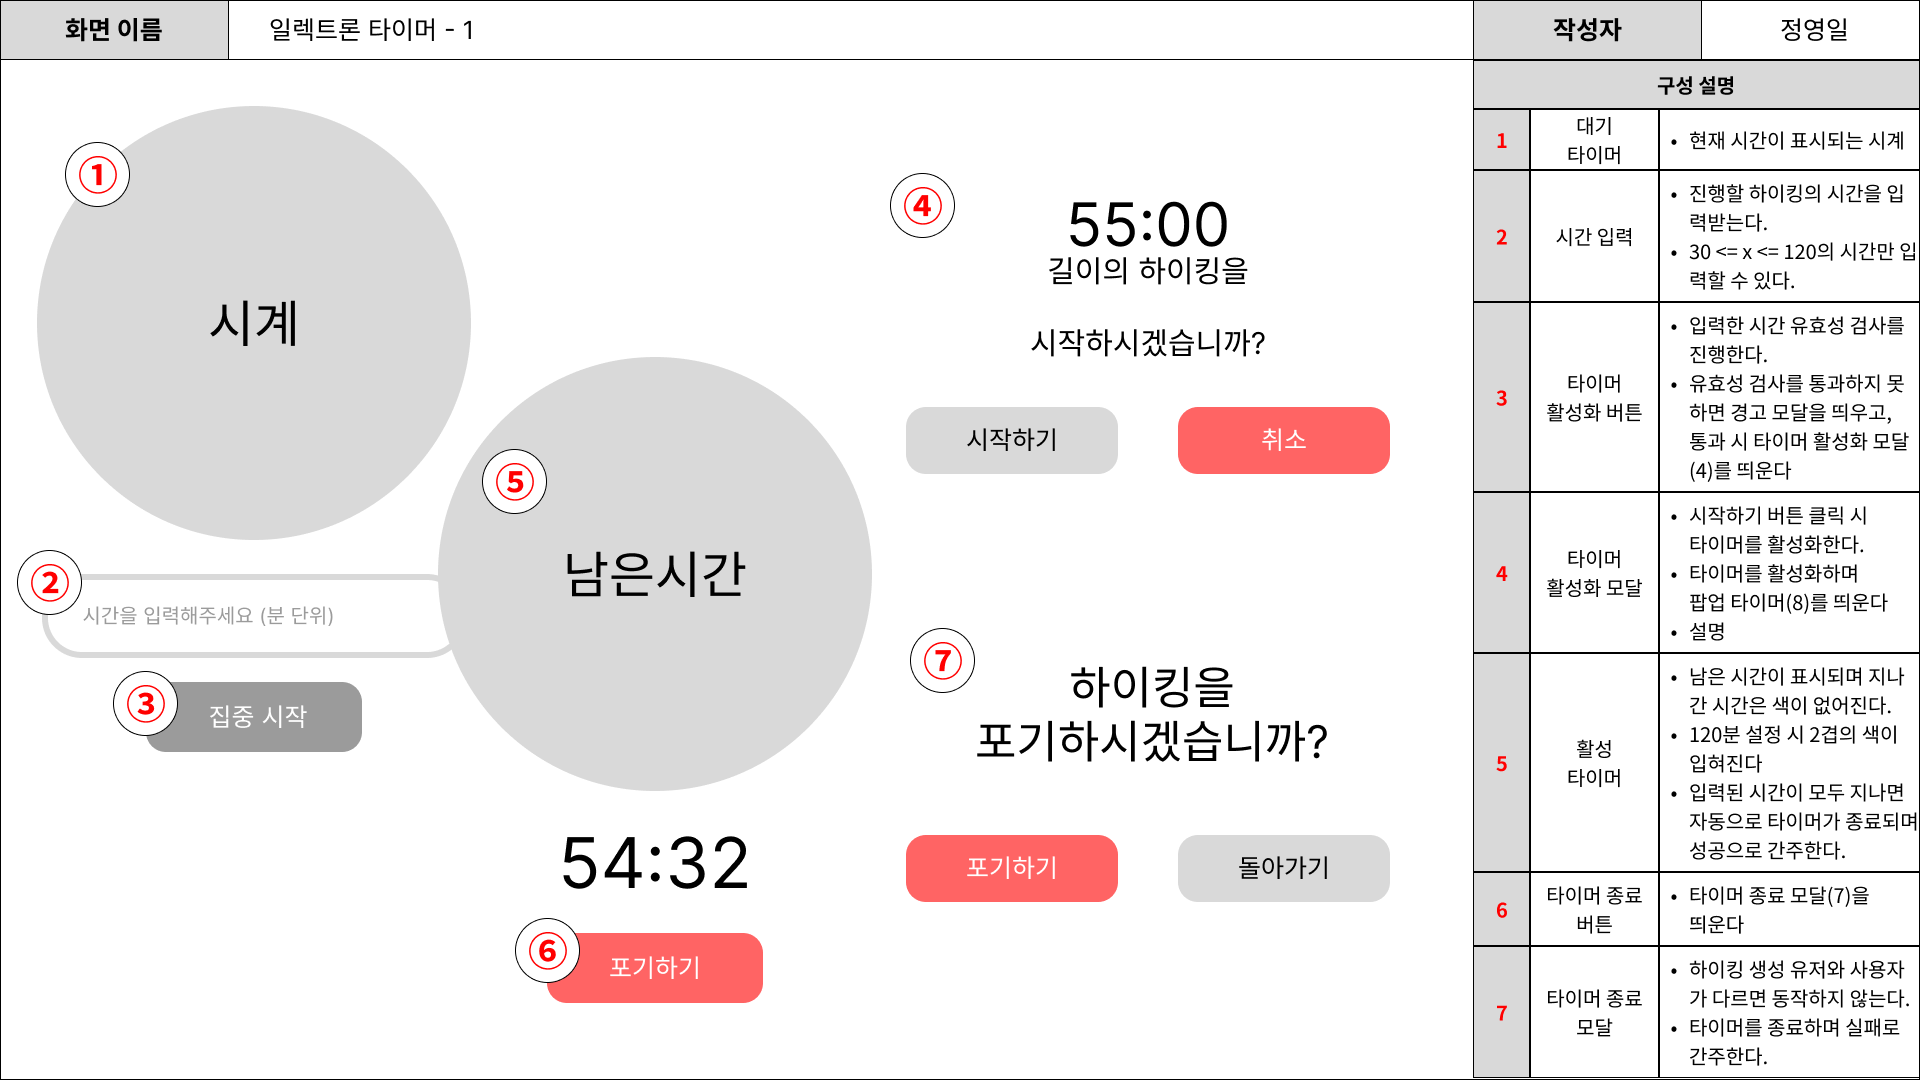 화면 이름
일렉트론 타이머 - 1
작성자
정영일
①
시계
②
시간을 입력해주세요 (분 단위)
③
집중 시작
⑤
남은시간
54:32
⑥
포기하기
④
55:00
길이의 하이킹을
시작하시겠습니까?
시작하기
취소
⑦
하이킹을
포기하시겠습니까?
포기하기
돌아가기
구성 설명
1
대기
타이머
• 현재 시간이 표시되는 시계
2
시간 입력
• 진행할 하이킹의 시간을 입
력받는다.
• 30 <= x <= 120의 시간만 입
력할 수 있다.
3
타이머
활성화 버튼
• 입력한 시간 유효성 검사를
진행한다.
• 유효성 검사를 통과하지 못
하면 경고 모달을 띄우고,
통과 시 타이머 활성화 모달
(4)를 띄운다
4
타이머
활성화 모달
• 시작하기 버튼 클릭 시
타이머를 활성화한다.
• 타이머를 활성화하며
팝업 타이머(8)를 띄운다
• 설명
5
활성
타이머
• 남은 시간이 표시되며 지나
간 시간은 색이 없어진다.
• 120분 설정 시 2겹의 색이
입혀진다
• 입력된 시간이 모두 지나면
자동으로 타이머가 종료되며
성공으로 간주한다.
6
타이머 종료
버튼
• 타이머 종료 모달(7)을
띄운다
7
타이머 종료
모달
• 하이킹 생성 유저와 사용자
가 다르면 동작하지 않는다.
• 타이머를 종료하며 실패로
간주한다.